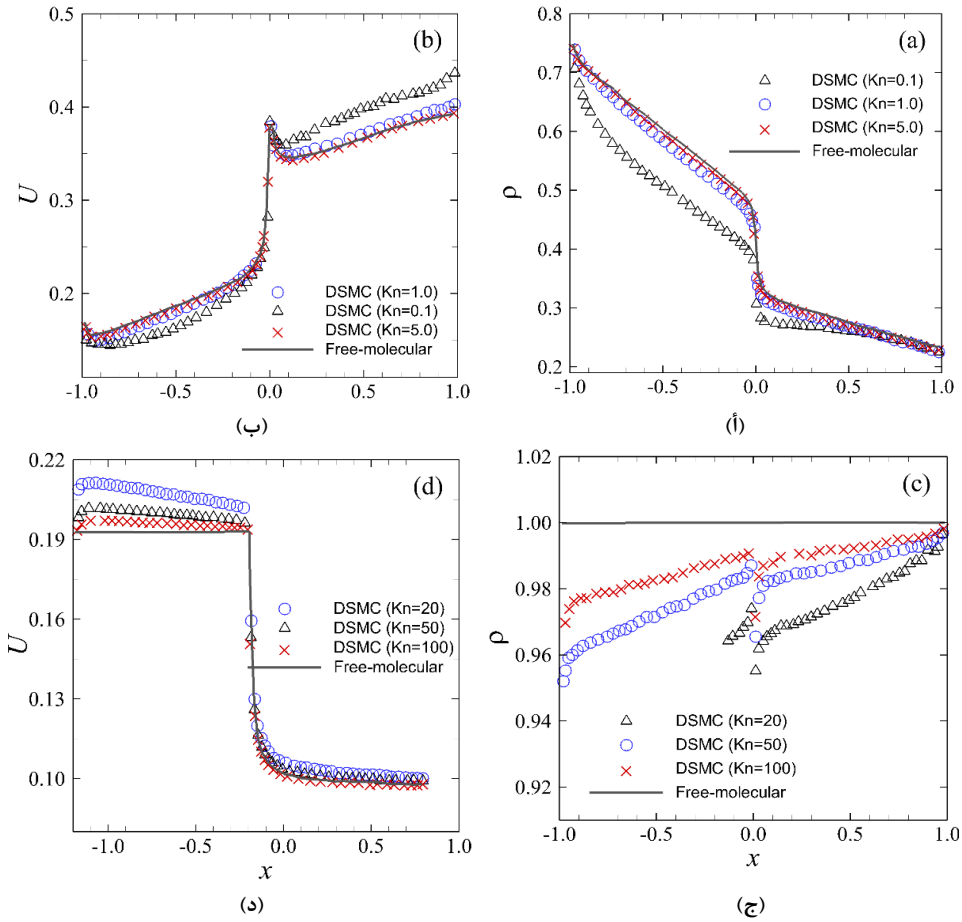 (b)
0.5
0.4
0.3
0.2
U
DSMC (Kn=1.0)
DSMC (Kn=0.1)
DSMC (Kn=5.0)
Free-molecular
-1.0 -0.5 0.0 0.5 1.0
(ب)
(a)
0.8
0.7
0.6
0.5
0.4
0.3
0.2
ρ
DSMC (Kn=0.1)
DSMC (Kn=1.0)
DSMC (Kn=5.0)
Free-molecular
-1.0 -0.5 0.0 0.5 1.0
(أ)
(d)
0.22
0.19
0.16
0.13
0.10
U
DSMC (Kn=20)
DSMC (Kn=50)
DSMC (Kn=100)
Free-molecular
-1.0 -0.5 0.0 0.5 1.0
x
(د)
(c)
1.02
1.00
0.98
0.96
0.94
0.92
ρ
DSMC (Kn=20)
DSMC (Kn=50)
DSMC (Kn=100)
Free-molecular
-1.0 -0.5 0.0 0.5 1.0
x
(ج)